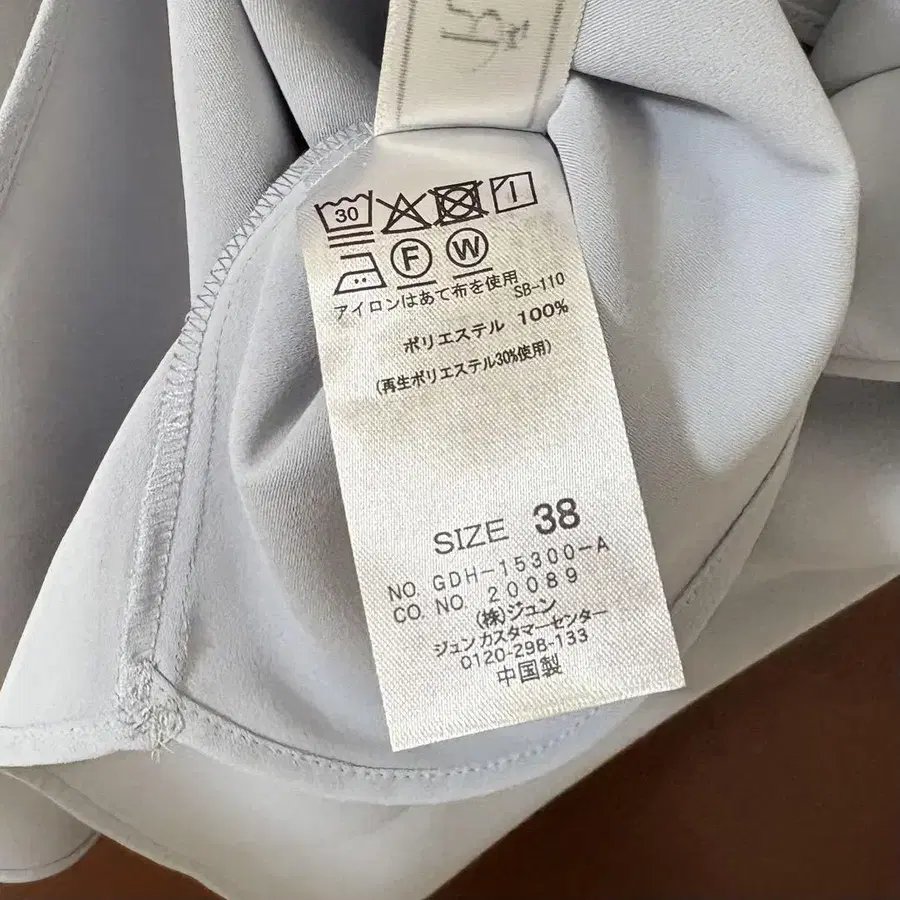 30
F W
アイロンはあて布を使用 SB-110
ポリエステル 100%
(再生ポリエステル30%使用)
SIZE 38
NO. GDH-15300-A
CO. NO. 20089
(株)ジュン
ジュン カスタマーセンター
0120-298-133
中国製